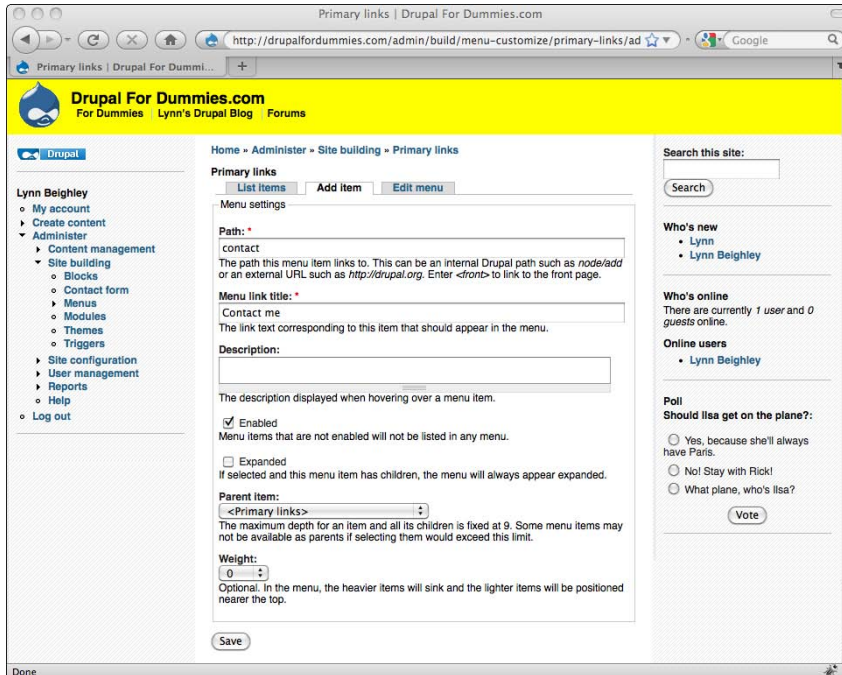 Primary links | Drupal For Dummies.com
http://drupalfordummies.com/admin/build/menu-customize/primary-links/ad
Google
Primary links | Drupal For Dummi...
Drupal For Dummies.com
For Dummies Lynn's Drupal Blog Forums
Drupal
Lynn Beighley
My account
Create content
Administer
Content management
Site building
Blocks
Contact form
Menus
Modules
Themes
Triggers
Site configuration
User management
Reports
Help
Log out
Home » Administer » Site building » Primary links
Primary links
List items Add item Edit menu
Menu settings
Path: *
contact
The path this menu item links to. This can be an internal Drupal path such as node/add
or an external URL such as http://drupal.org. Enter <front> to link to the front page.
Menu link title: *
Contact me
The link text corresponding to this item that should appear in the menu.
Description:
The description displayed when hovering over a menu item.
Enabled
Menu items that are not enabled will not be listed in any menu.
Expanded
If selected and this menu item has children, the menu will always appear expanded.
Parent item:
<Primary links>
The maximum depth for an item and all its children is fixed at 9. Some menu items may
not be available as parents if selecting them would exceed this limit.
Weight:
0
Optional. In the menu, the heavier items will sink and the lighter items will be positioned
nearer the top.
Save
Search this site:
Search
Who's new
Lynn
Lynn Beighley
Who's online
There are currently 1 user and 0
guests online.
Online users
Lynn Beighley
Poll
Should Ilsa get on the plane?:
Yes, because she'll always
have Paris.
No! Stay with Rick!
What plane, who's Ilsa?
Vote
Done